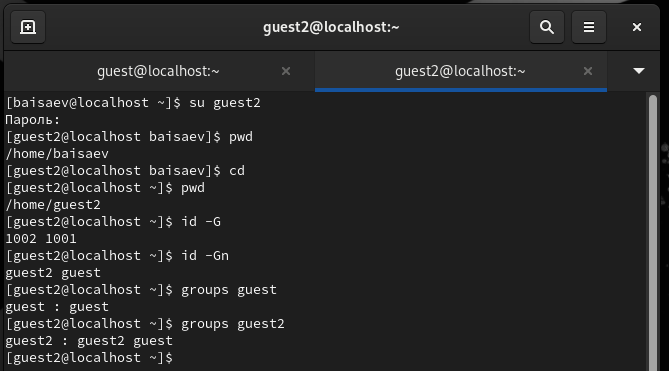 guest2@localhost:~
guest@localhost:~
guest2@localhost:~
[baisaev@localhost ~]$ su guest2
Пароль:
[guest2@localhost baisaev]$ pwd
/home/baisaev
[guest2@localhost baisaev]$ cd
[guest2@localhost ~]$ pwd
/home/guest2
[guest2@localhost ~]$ id -G
1002 1001
[guest2@localhost ~]$ id -Gn
guest2 guest
[guest2@localhost ~]$ groups guest
guest : guest
[guest2@localhost ~]$ groups guest2
guest2 : guest2 guest
[guest2@localhost ~]$